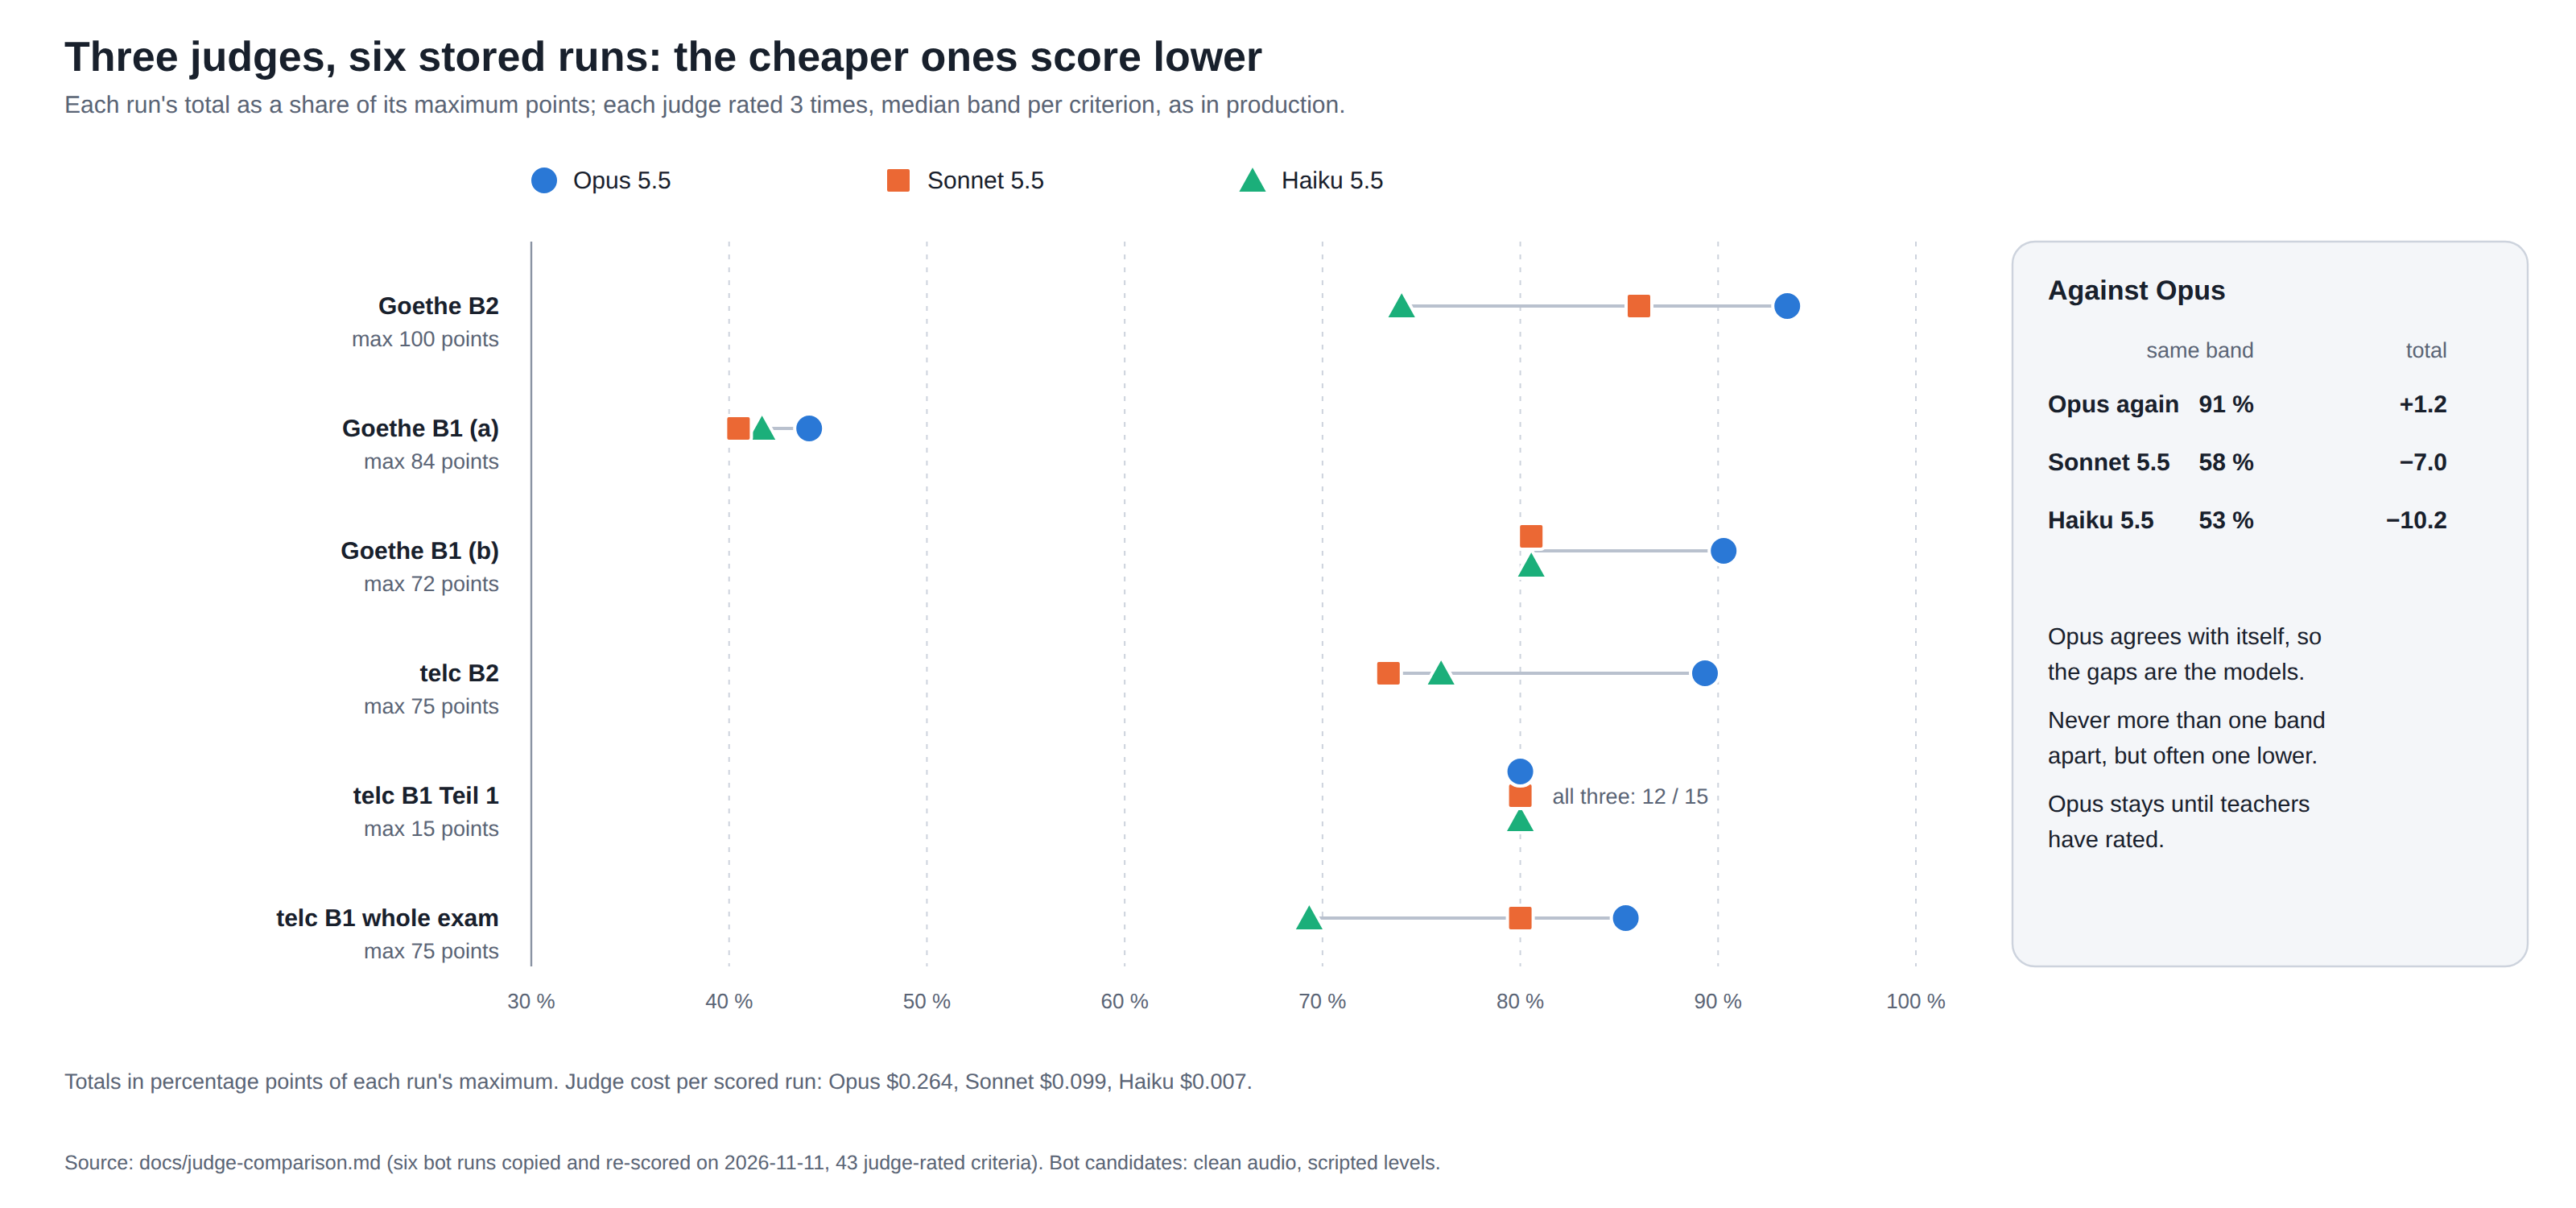 Three judges, six stored runs: the cheaper ones score lower
Each run's total as a share of its maximum points; each judge rated 3 times, median band per criterion, as in production.
Opus 5.5 Sonnet 5.5 Haiku 5.5
Goethe B2
max 100 points
Goethe B1 (a)
max 84 points
Goethe B1 (b)
max 72 points
telc B2
max 75 points
telc B1 Teil 1
max 15 points
all three: 12 / 15
telc B1 whole exam
max 75 points
30 % 40 % 50 % 60 % 70 % 80 % 90 % 100 %
Against Opus
same band total
Opus again 91 % +1.2
Sonnet 5.5 58 % −7.0
Haiku 5.5 53 % −10.2
Opus agrees with itself, so
the gaps are the models.
Never more than one band
apart, but often one lower.
Opus stays until teachers
have rated.
Totals in percentage points of each run's maximum. Judge cost per scored run: Opus $0.264, Sonnet $0.099, Haiku $0.007.
Source: docs/judge-comparison.md (six bot runs copied and re-scored on 2026-11-11, 43 judge-rated criteria). Bot candidates: clean audio, scripted levels.